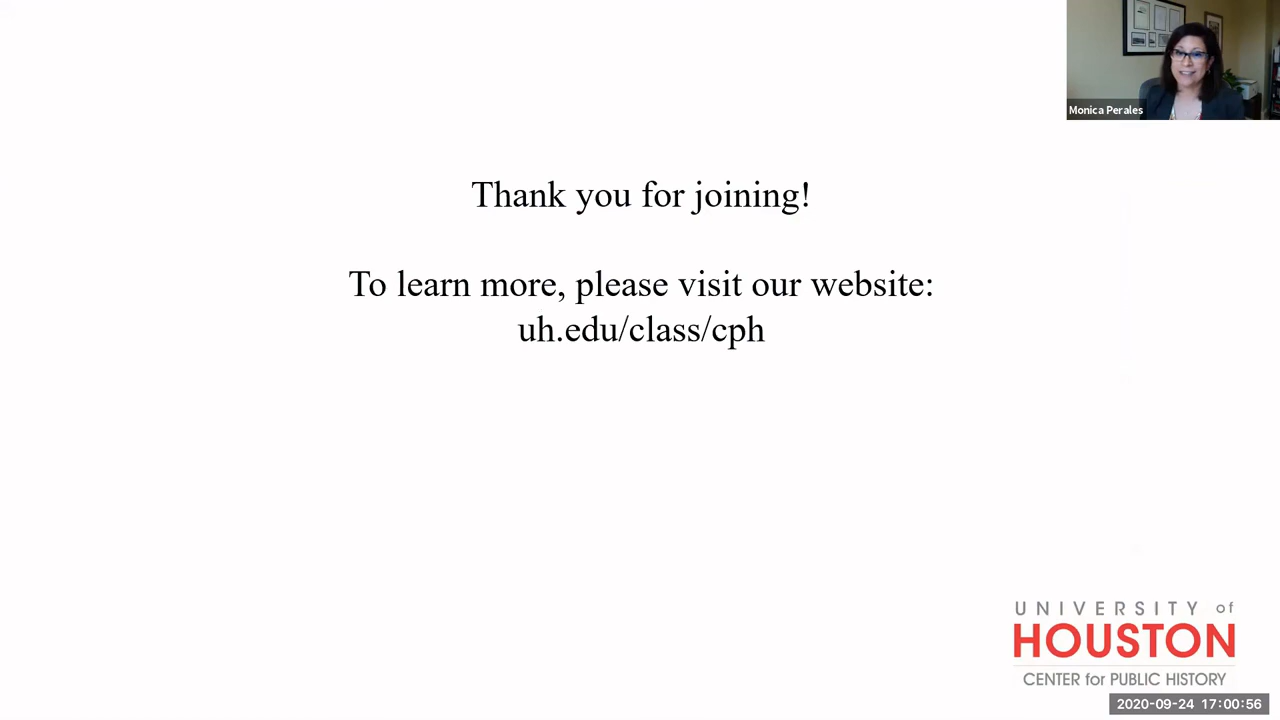 Monica Perales
Thank you for joining!
To learn more, please visit our website:
uh.edu/class/cph
UNIVERSITY of
HOUSTON
CENTER for PUBLIC HISTORY
2020-09-24 17:00:56